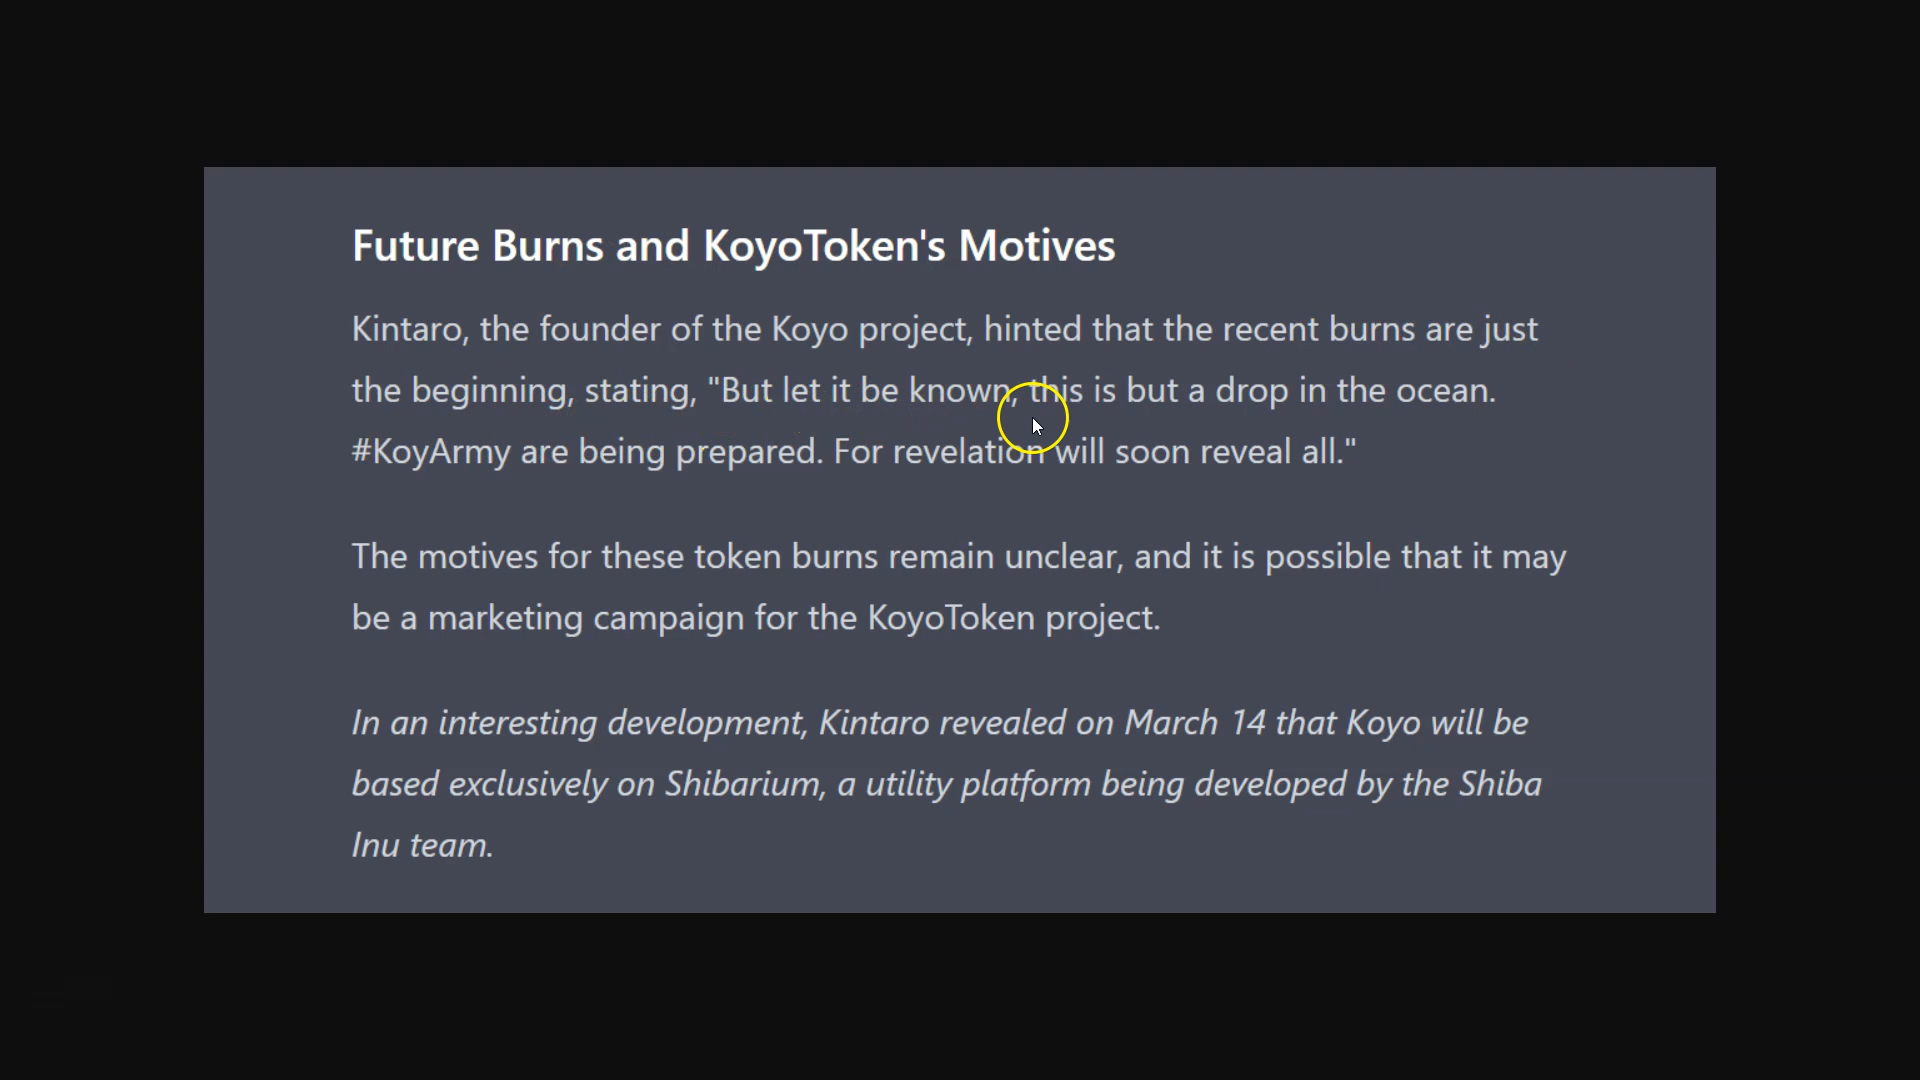 Future Burns and KoyoToken's Motives
Kintaro, the founder of the Koyo project, hinted that the recent burns are just
the beginning, stating, "But let it be known, this is but a drop in the ocean.
#KoyArmy are being prepared. For revelation will soon reveal all."
The motives for these token burns remain unclear, and it is possible that it may
be a marketing campaign for the KoyoToken project.
In an interesting development, Kintaro revealed on March 14 that Koyo will be
based exclusively on Shibarium, a utility platform being developed by the Shiba
Inu team.